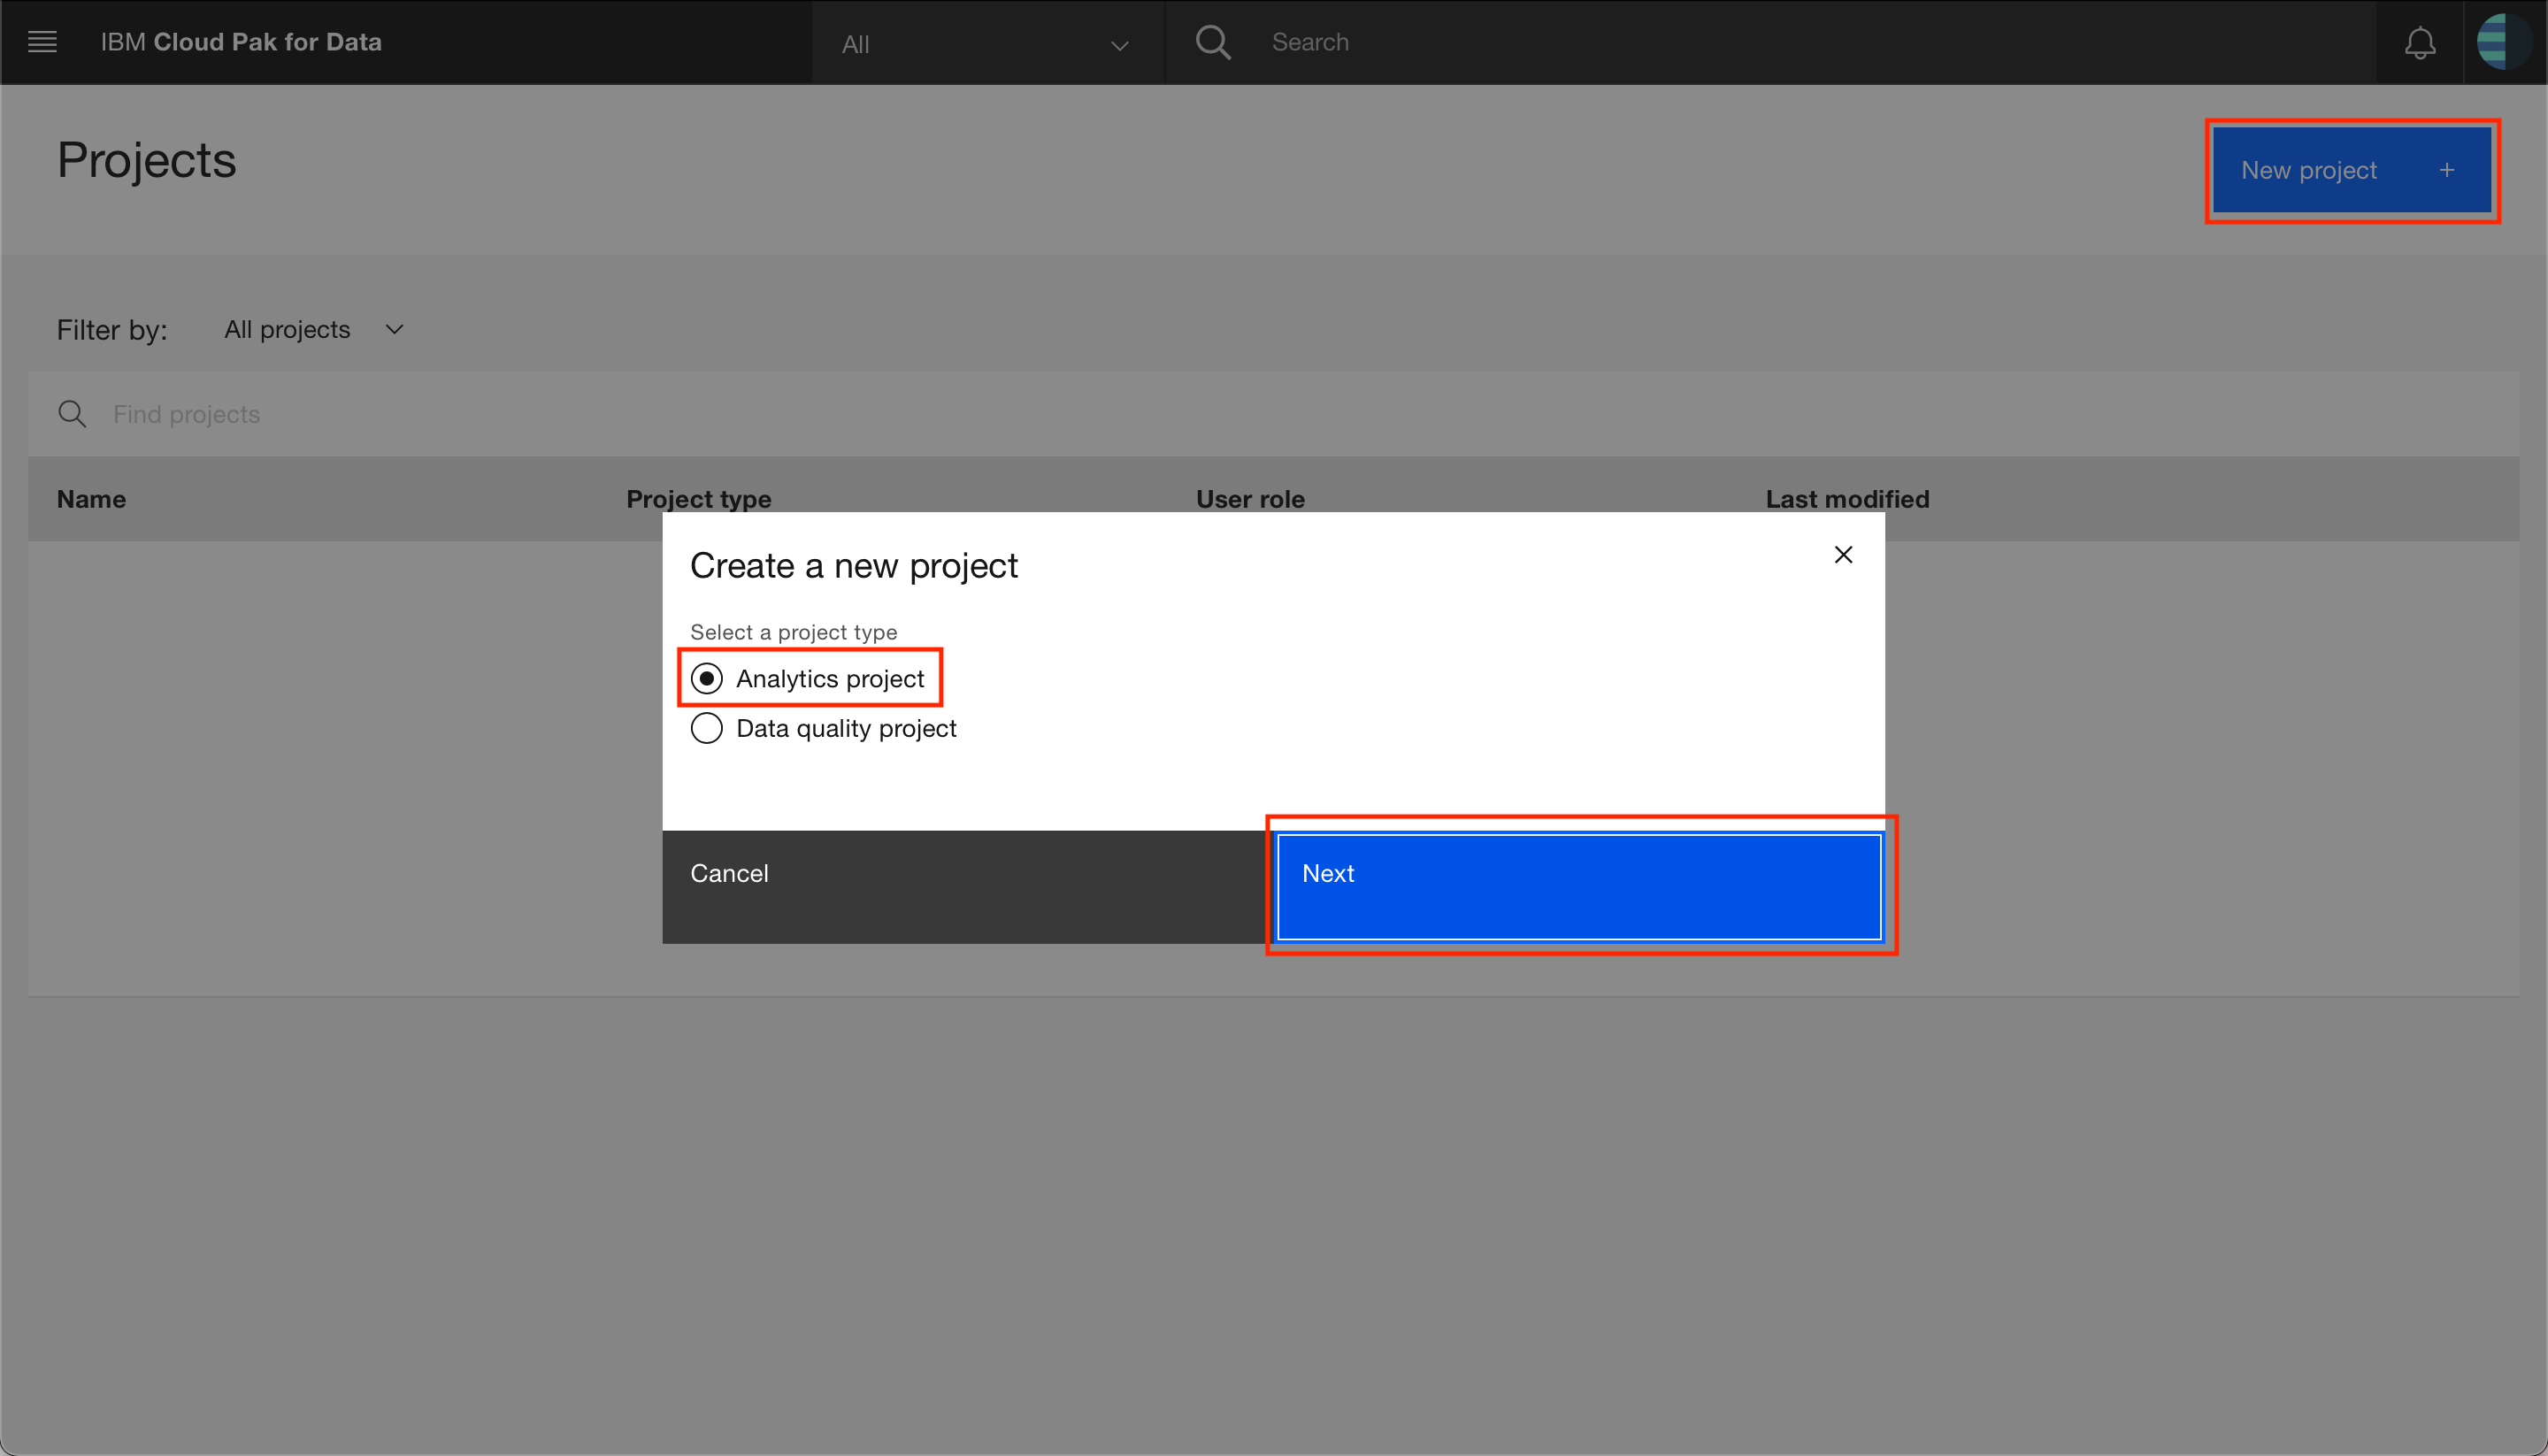 IBM Cloud Pak for Data
All
Search
Projects
New project +
Filter by: All projects
Find projects
Name Project type User role Last modified
Create a new project
Select a project type
Analytics project
Data quality project
Cancel Next